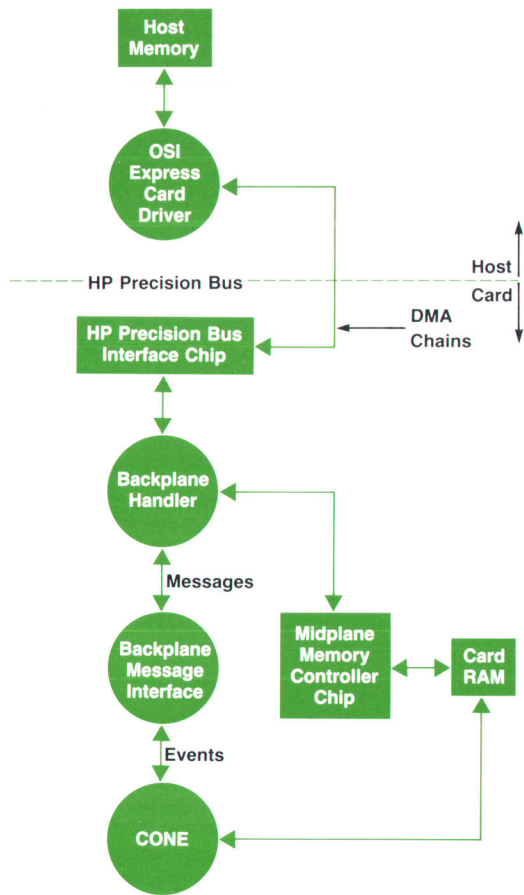 Host
Memory
OSI
Express
Card
Driver
Host
HP Precision Bus
Card
DMA
Chains
HP Precision Bus
Interface Chip
Backplane
Handler
Messages
Backplane
Message
Interface
Midplane
Memory
Controller
Chip
Card
RAM
Events
CONE